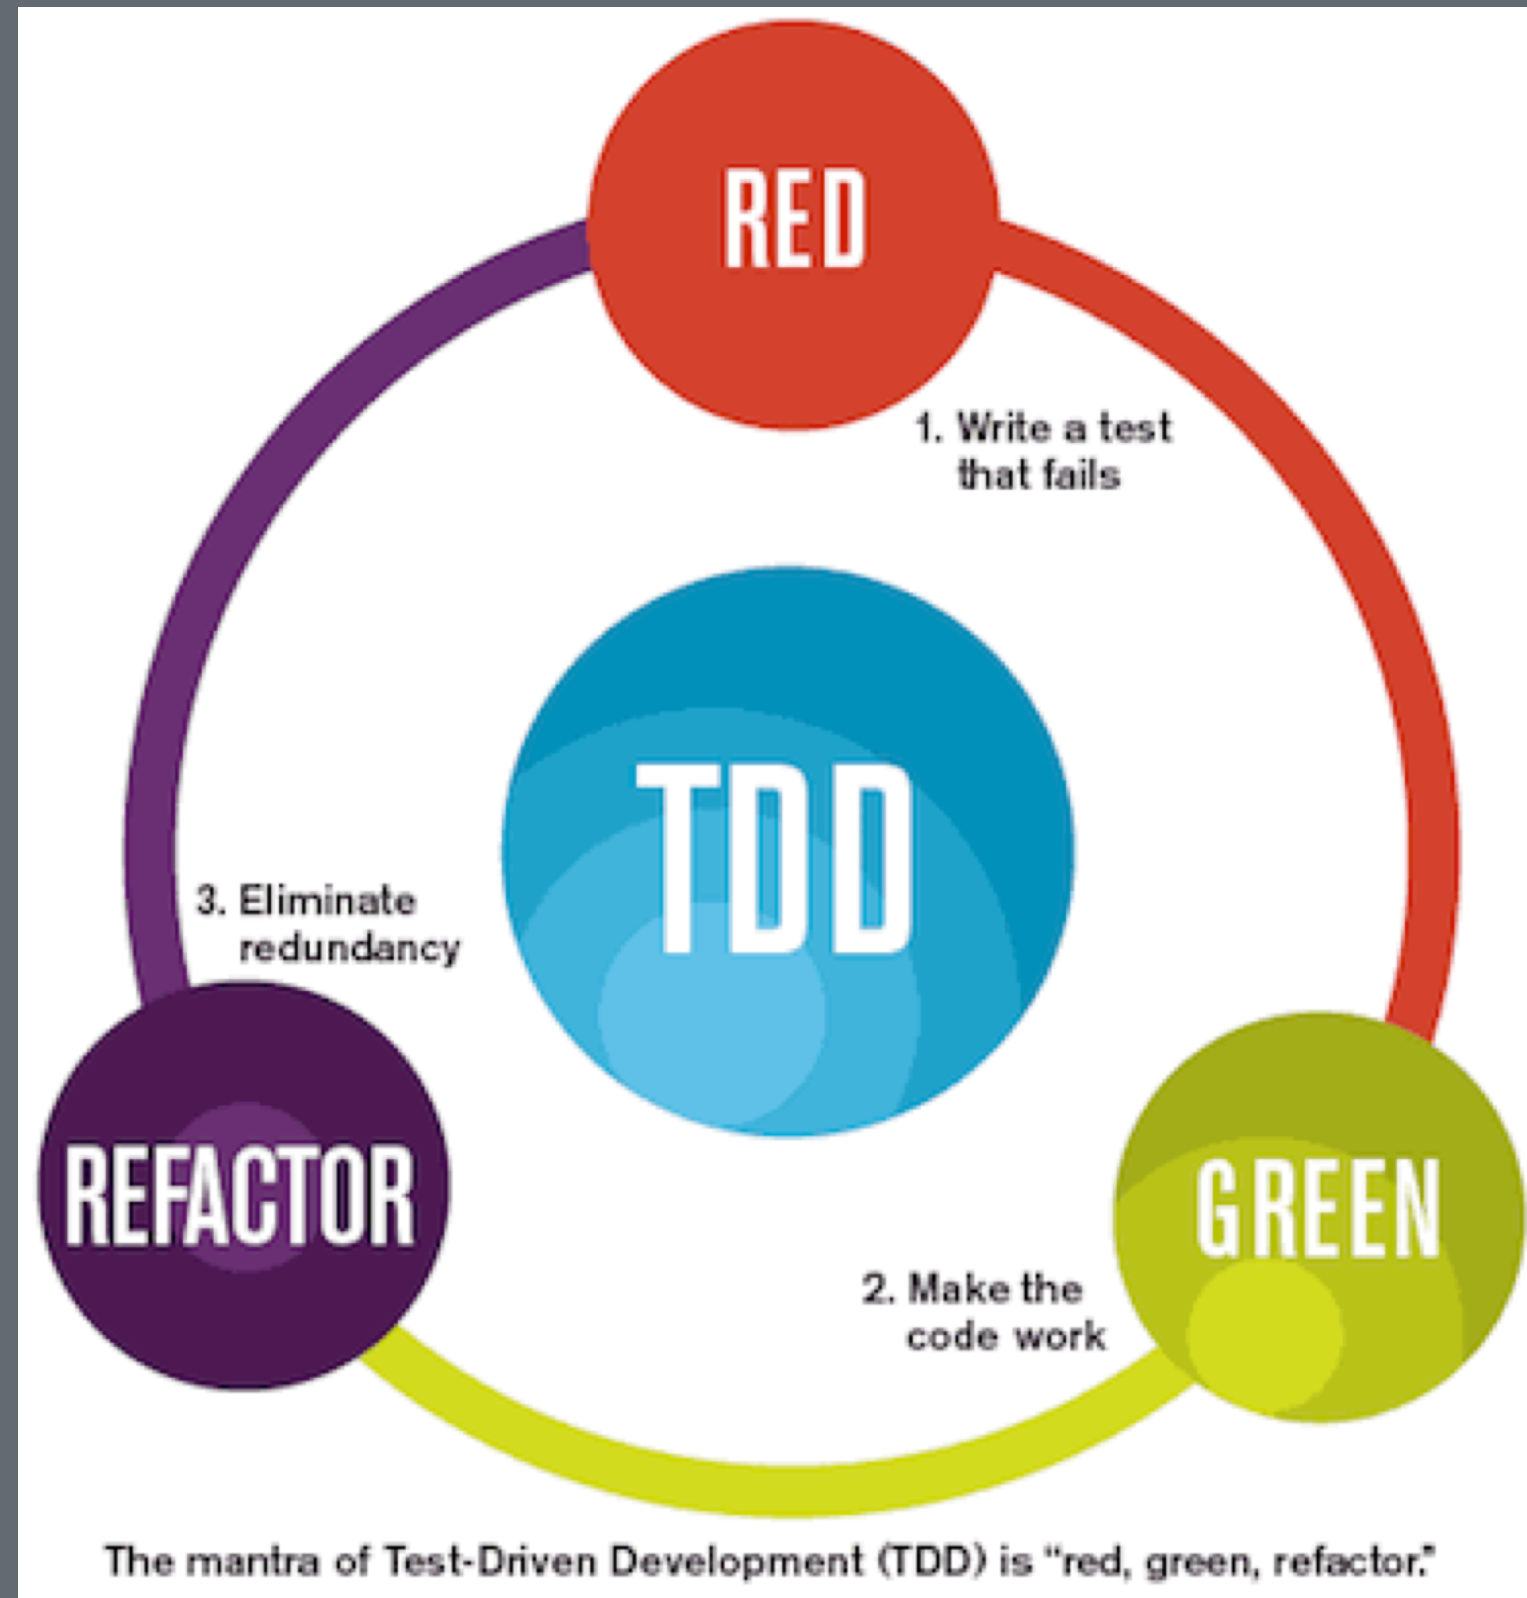 RED
1. Write a test
that fails
TDD
3. Eliminate
redundancy
REFACTOR
GREEN
2. Make the
code work
The mantra of Test-Driven Development (TDD) is “red, green, refactor.”